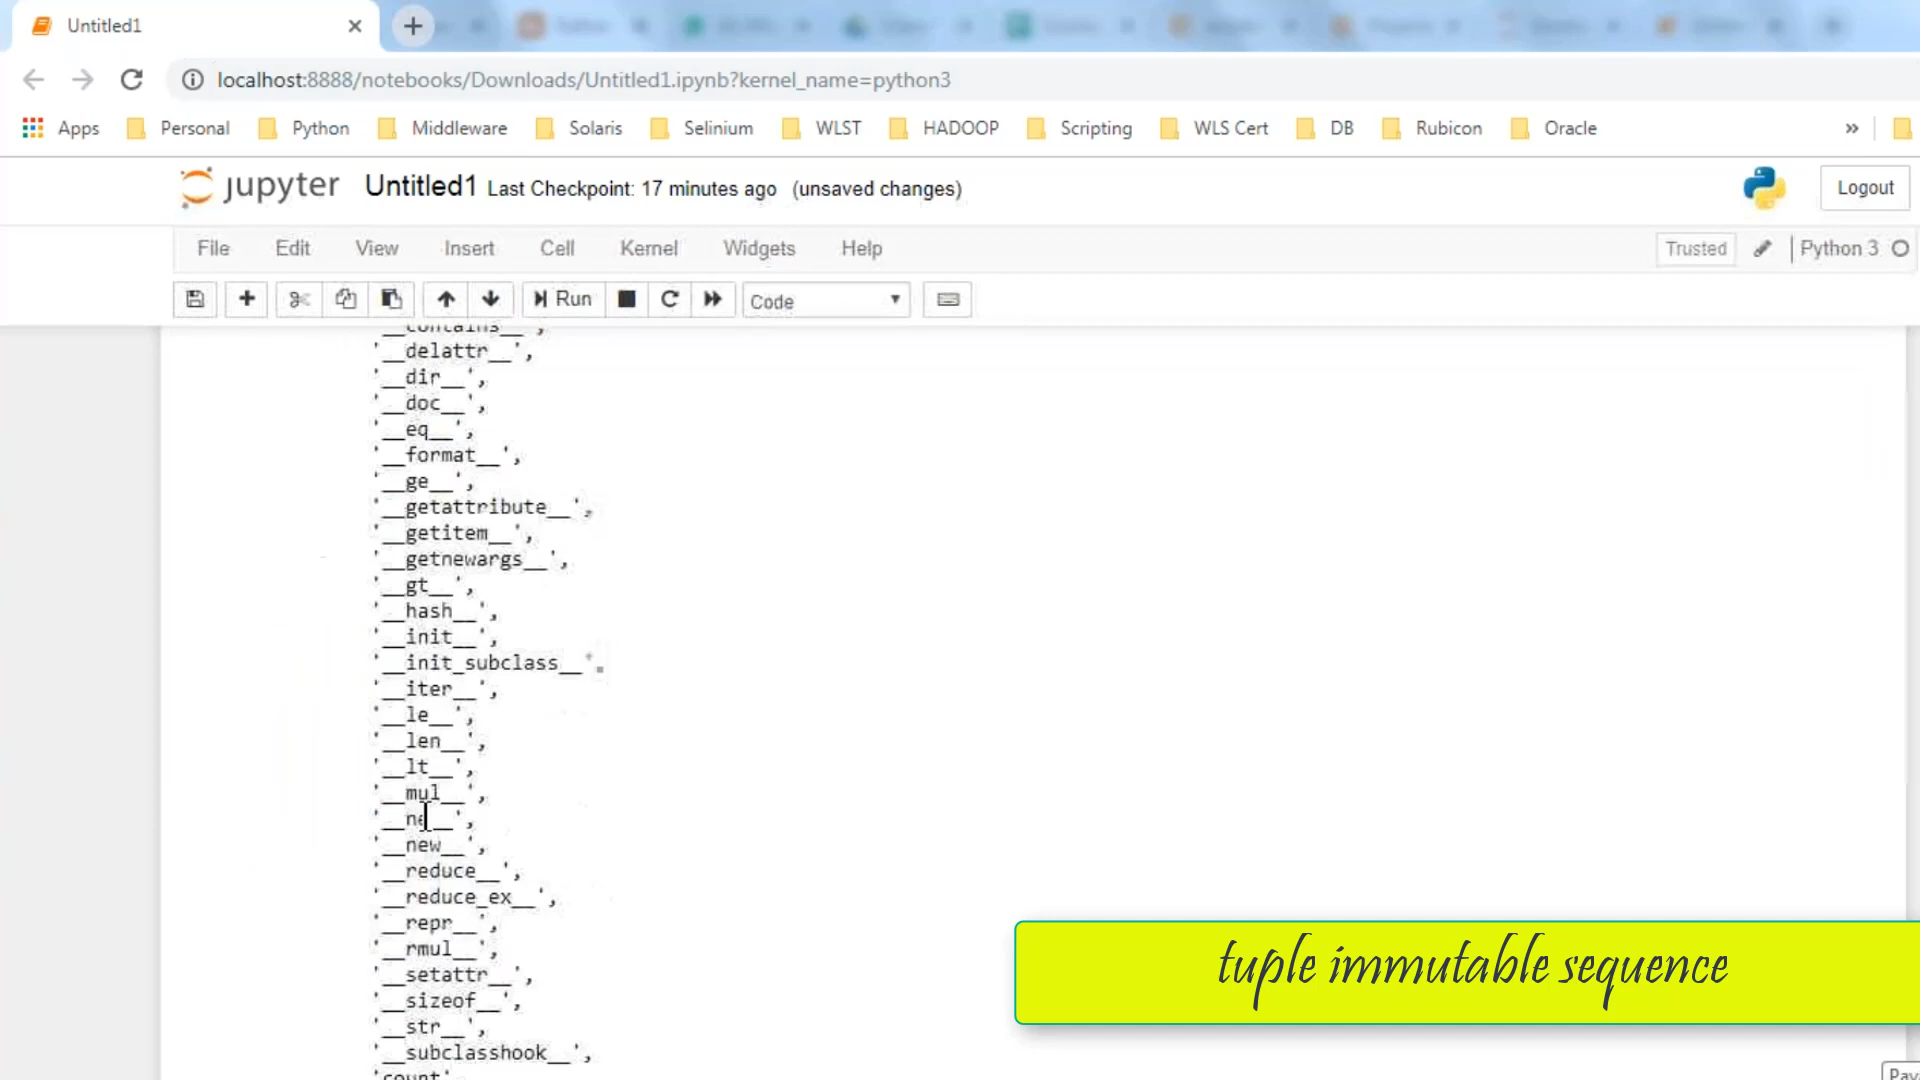 Untitled1
localhost:8888/notebooks/Downloads/Untitled1.ipynb?kernel_name=python3
Apps Personal Python Middleware Solaris Selinium WLST HADOOP Scripting WLS Cert DB Rubicon Oracle »
jupyter Untitled1 Last Checkpoint: 17 minutes ago (unsaved changes) Logout
File Edit View Insert Cell Kernel Widgets Help Trusted Python 3
Run Code
'__contains__',
'__delattr__',
'__dir__',
'__doc__',
'__eq__',
'__format__',
'__ge__',
'__getattribute__',
'__getitem__',
'__getnewargs__',
'__gt__',
'__hash__',
'__init__',
'__init_subclass__',
'__iter__',
'__le__',
'__len__',
'__lt__',
'__mul__',
'__ne__',
'__new__',
'__reduce__',
'__reduce_ex__',
'__repr__',
'__rmul__',
'__setattr__',
'__sizeof__',
'__str__',
'__subclasshook__',
'count',
tuple immutable sequence